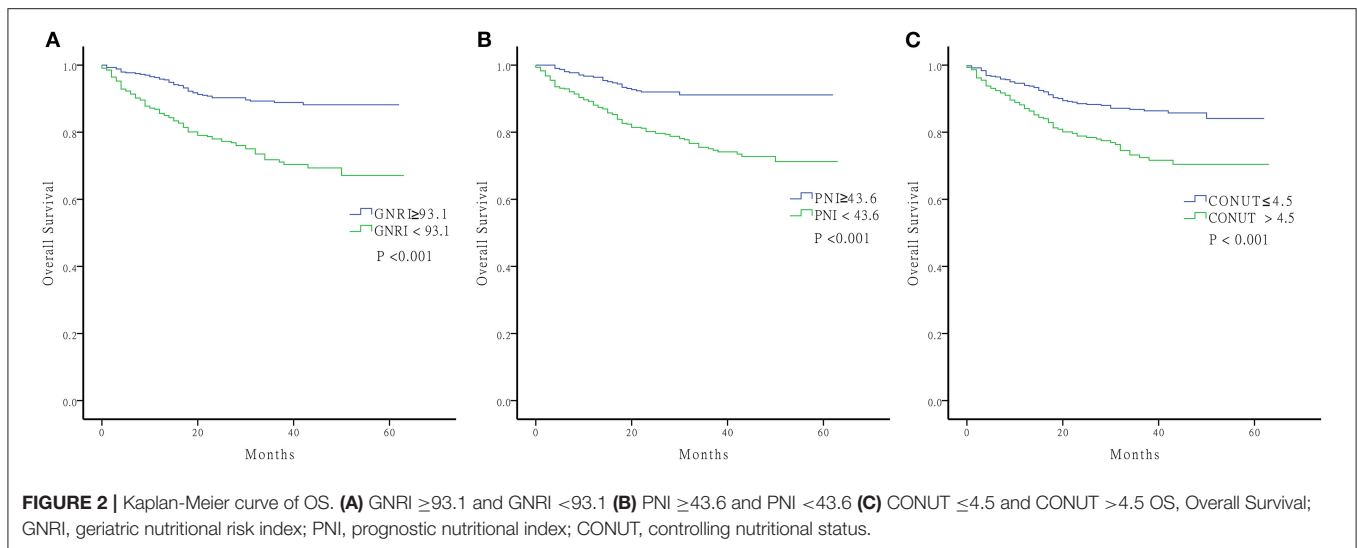 A
Overall Survival
1.0
0.8
0.6
0.4
0.2
0.0
GNRI≥93.1
GNRI < 93.1
P <0.001
0 20 40 60
Months
B
Overall Survival
1.0
0.8
0.6
0.4
0.2
0.0
PNI≥43.6
PNI < 43.6
P <0.001
0 20 40 60
Months
C
Overall Survival
1.0
0.8
0.6
0.4
0.2
0.0
CONUT≤4.5
CONUT > 4.5
P < 0.001
0 20 40 60
Months
FIGURE 2 | Kaplan-Meier curve of OS. (A) GNRI ≥93.1 and GNRI <93.1 (B) PNI ≥43.6 and PNI <43.6 (C) CONUT ≤4.5 and CONUT >4.5 OS, Overall Survival;
GNRI, geriatric nutritional risk index; PNI, prognostic nutritional index; CONUT, controlling nutritional status.